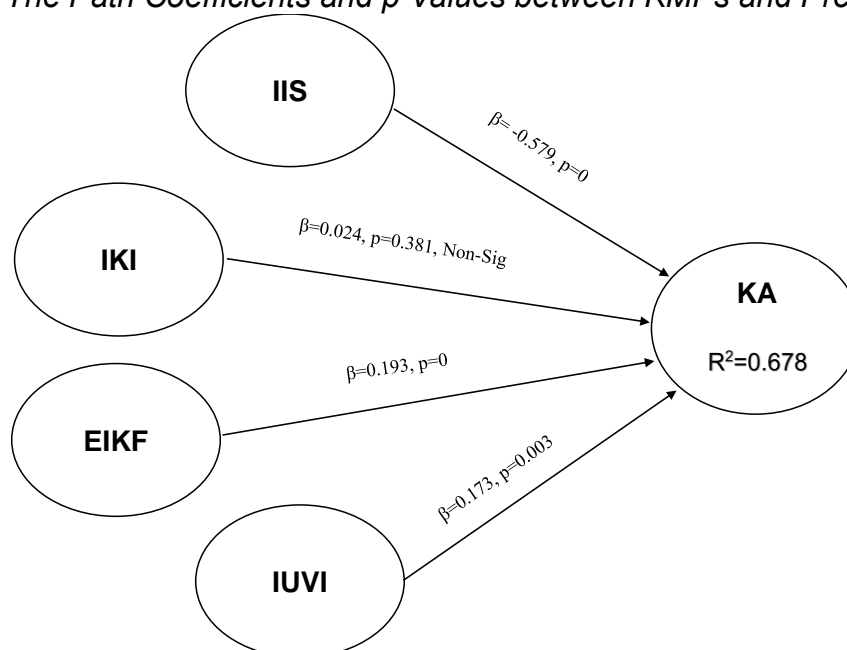 The Path Coefficients and p-values between KMPs and Pre
IIS
β= -0.579, p=0
IKI
β=0.024, p=0.381, Non-Sig
KA
R²=0.678
β=0.193, p=0
EIKF
β=0.173, p=0.003
IUVI